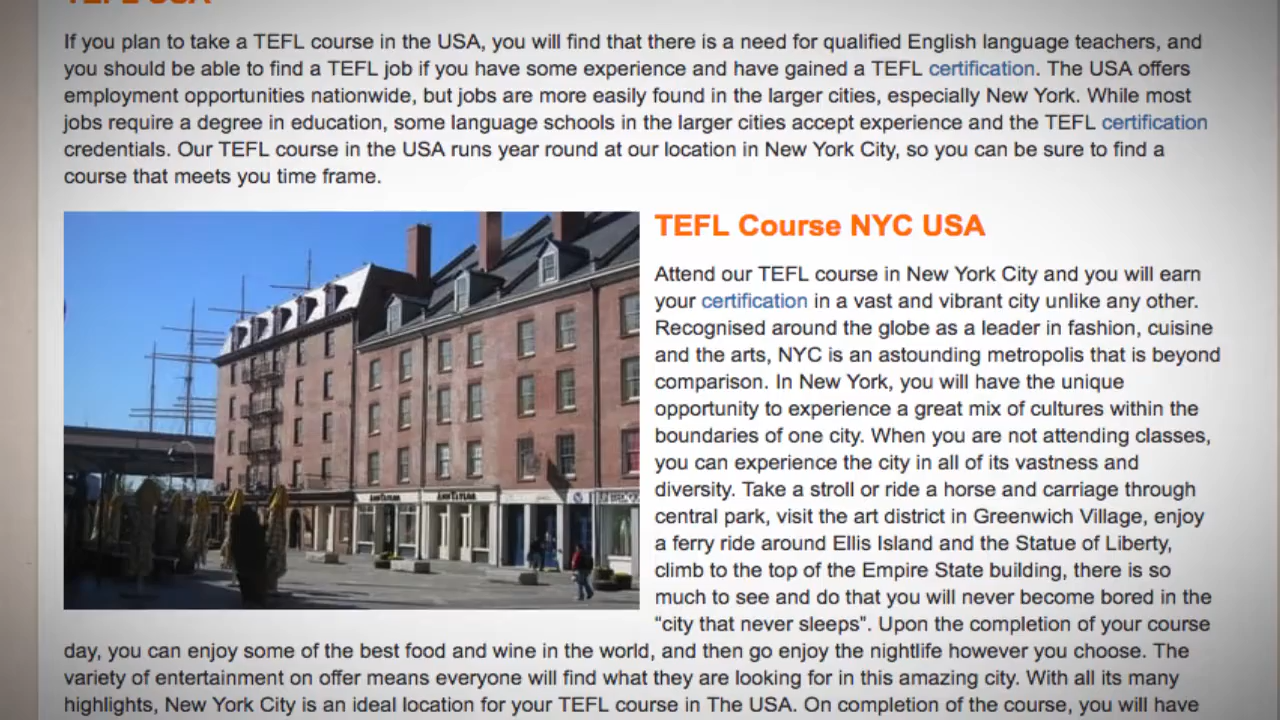 TEFL USA
If you plan to take a TEFL course in the USA, you will find that there is a need for qualified English language teachers, and
you should be able to find a TEFL job if you have some experience and have gained a TEFL certification. The USA offers
employment opportunities nationwide, but jobs are more easily found in the larger cities, especially New York. While most
jobs require a degree in education, some language schools in the larger cities accept experience and the TEFL certification
credentials. Our TEFL course in the USA runs year round at our location in New York City, so you can be sure to find a
course that meets you time frame.
TEFL Course NYC USA
Attend our TEFL course in New York City and you will earn
your certification in a vast and vibrant city unlike any other.
Recognised around the globe as a leader in fashion, cuisine
and the arts, NYC is an astounding metropolis that is beyond
comparison. In New York, you will have the unique
opportunity to experience a great mix of cultures within the
boundaries of one city. When you are not attending classes,
you can experience the city in all of its vastness and
diversity. Take a stroll or ride a horse and carriage through
central park, visit the art district in Greenwich Village, enjoy
a ferry ride around Ellis Island and the Statue of Liberty,
climb to the top of the Empire State building, there is so
much to see and do that you will never become bored in the
"city that never sleeps". Upon the completion of your course
day, you can enjoy some of the best food and wine in the world, and then go enjoy the nightlife however you choose. The
variety of entertainment on offer means everyone will find what they are looking for in this amazing city. With all its many
highlights, New York City is an ideal location for your TEFL course in The USA. On completion of the course, you will have